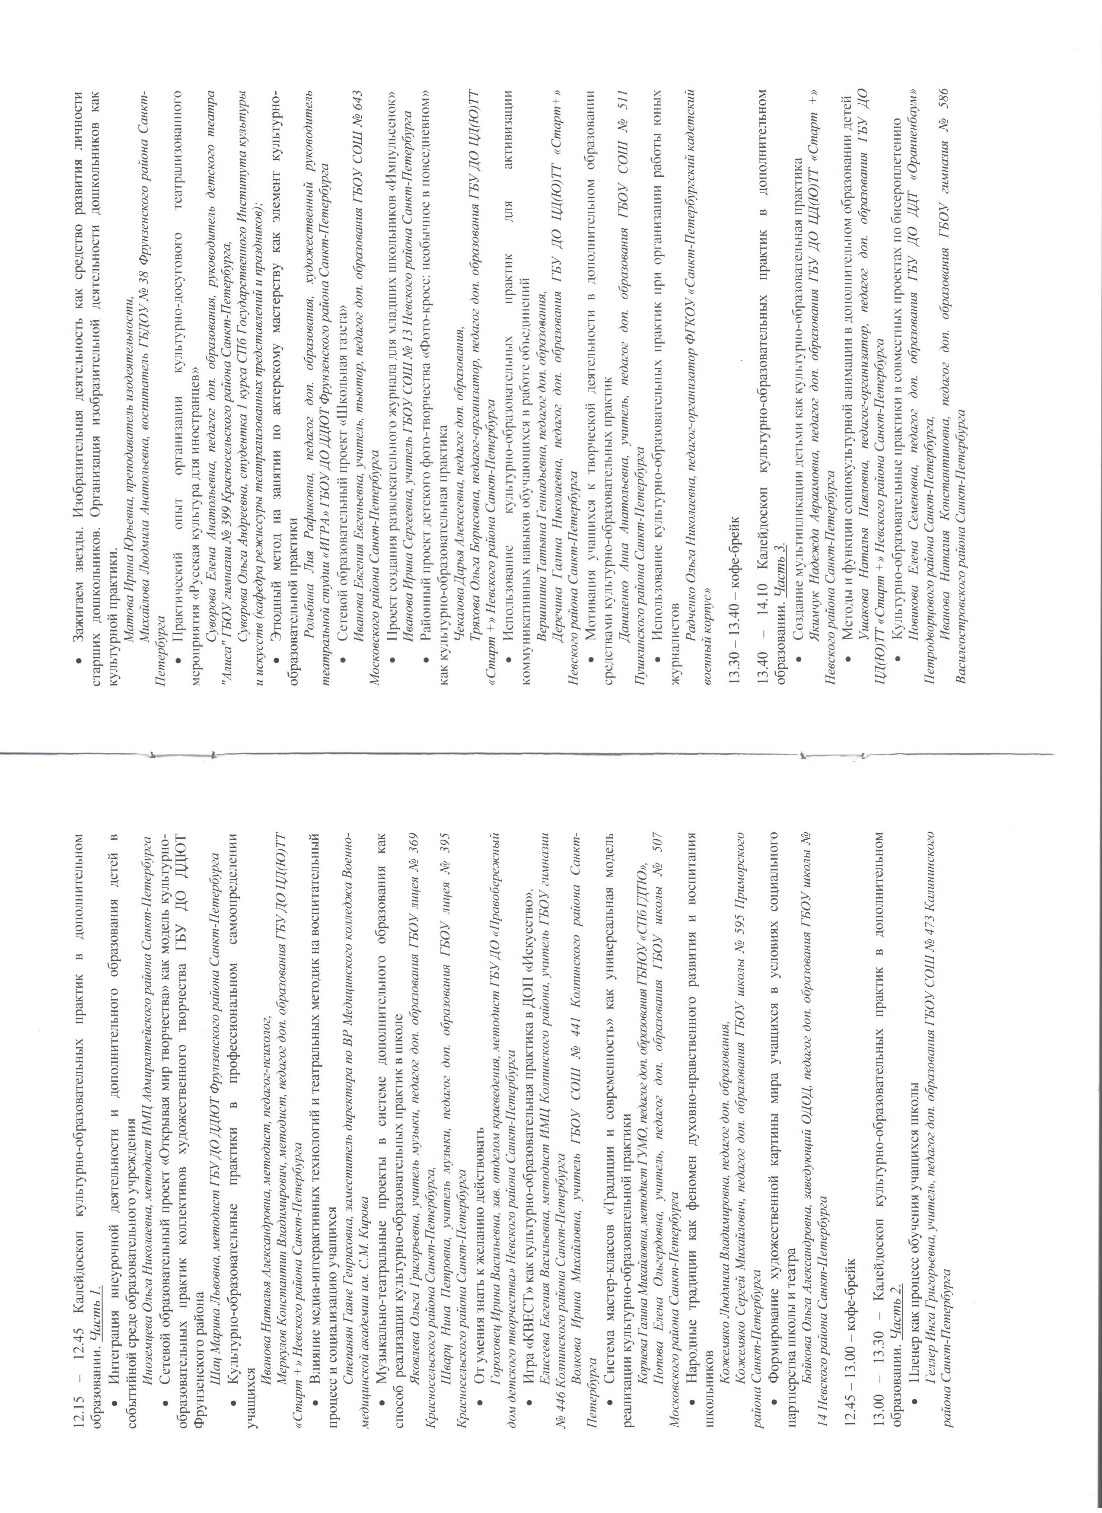 12.15 – 12.45 Калейдоскоп культурно-образовательных практик в дополнительном
образовании. Часть 1.
• Интеграция внеурочной деятельности и дополнительного образования детей в
событийной среде образовательного учреждения
Иноземцева Ольга Николаевна, методист ИМЦ Адмиралтейского района Санкт-Петербурга
• Сетевой образовательный проект «Открывая мир творчества» как модель культурно-
образовательных практик коллективов художественного творчества ГБУ ДО ДДЮТ
Фрунзенского района
Шац Марина Львовна, методист ГБУ ДО ДДЮТ Фрунзенского района Санкт-Петербурга
• Культурно-образовательные практики в профессиональном самоопределении
учащихся
Иванова Наталья Александровна, методист, педагог-психолог,
Меркулов Константин Владимирович, методист, педагог доп. образования ГБУ ДО ЦД(Ю)ТТ
«Старт +» Невского района Санкт-Петербурга
• Влияние медиа-интерактивных технологий и театральных методик на воспитательный
процесс и социализацию учащихся
Степанян Гаяне Генриховна, заместитель директора по ВР Медицинского колледжа Военно-
медицинской академии им. С.М. Кирова
• Музыкально-театральные проекты в системе дополнительного образования как
способ реализации культурно-образовательных практик в школе
Яковлева Ольга Григорьевна, учитель музыки, педагог доп. образования ГБОУ лицея № 369
Красносельского района Санкт-Петербурга,
Шварц Нина Петровна, учитель музыки, педагог доп. образования ГБОУ лицея № 395
Красносельского района Санкт-Петербурга
• От умения знать к желанию действовать
Гороховец Ирина Васильевна, зав. отделом краеведения, методист ГБУ ДО «Правобережный
дом детского творчества» Невского района Санкт-Петербурга
• Игра «КВЕСТ» как культурно-образовательная практика в ДОП «Искусство».
Елисеева Евгения Васильевна, методист ИМЦ Колпинского района, учитель ГБОУ гимназии
№ 446 Колпинского района Санкт-Петербурга
Волкова Ирина Михайловна, учитель ГБОУ СОШ № 441 Колпинского района Санкт-
Петербурга
• Система мастер-классов «Традиции и современность» как универсальная модель
реализации культурно-образовательной практики
Корнева Галина Михайловна, методист ГУМО, педагог доп. образования ГБНОУ «СПб ГДТЮ»,
Попова Елена Ольгердовна, учитель, педагог доп. образования ГБОУ школы № 507
Московского района Санкт-Петербурга
• Народные традиции как феномен духовно-нравственного развития и воспитания
школьников
Кожемяко Людмила Владимировна, педагог доп. образования,
Кожемяко Сергей Михайлович, педагог доп. образования ГБОУ школы № 595 Приморского
района Санкт-Петербурга
• Формирование художественной картины мира учащихся в условиях социального
партнерства школы и театра
Бойкова Ольга Александровна, заведующий ОДОД, педагог доп. образования ГБОУ школы №
14 Невского района Санкт-Петербурга
12.45 – 13.00 – кофе-брейк
13.00 – 13.30 – Калейдоскоп культурно-образовательных практик в дополнительном
образовании. Часть 2.
• Пленер как процесс обучения учащихся школы
Геллер Инга Григорьевна, учитель, педагог доп. образования ГБОУ СОШ № 473 Калининского
района Санкт-Петербурга
• Зажигаем звезды. Изобразительная деятельность как средство развития личности
старших дошкольников. Организация изобразительной деятельности дошкольников как
культурной практики.
Матова Ирина Юрьевна, преподаватель изодеятельности,
Михайлова Людмила Анатольевна, воспитатель ГБДОУ № 38 Фрунзенского района Санкт-
Петербурга
• Практический опыт организации культурно-досугового театрализованного
мероприятия «Русская культура для иностранцев»
Суворова Елена Анатольевна, педагог доп. образования, руководитель детского театра
"Алиса" ГБОУ гимназии № 399 Красносельского района Санкт-Петербурга,
Суворова Ольга Андреевна, студентка 1 курса СПб Государственного Института культуры
и искусств (кафедра режиссуры театрализованных представлений и праздников);
• Этюдный метод на занятии по актерскому мастерству как элемент культурно-
образовательной практики
Рольбина Лия Рафиковна, педагог доп. образования, художественный руководитель
театральной студии «ИГРА» ГБОУ ДО ДДЮТ Фрунзенского района Санкт-Петербурга
• Сетевой образовательный проект «Школьная газета»
Иванова Евгения Евгеньевна, учитель, тьютор, педагог доп. образования ГБОУ СОШ № 643
Московского района Санкт-Петербурга
• Проект создания развлекательного журнала для младших школьников «Импульсенок»
Иванова Ирина Сергеевна, учитель ГБОУ СОШ № 13 Невского района Санкт-Петербурга
• Районный проект детского фото-творчества «Фото-кросс: необычное в повседневном»
как культурно-образовательная практика
Чекалова Дарья Алексеевна, педагог доп. образования,
Тряхова Ольга Борисовна, педагог-организатор, педагог доп. образования ГБУ ДО ЦД(Ю)ТТ
«Старт+» Невского района Санкт-Петербурга
• Использование культурно-образовательных практик для активизации
коммуникативных навыков обучающихся в работе объединений
Вершинина Татьяна Геннадьевна, педагог доп. образования,
Деречина Галина Николаевна, педагог доп. образования ГБУ ДО ЦД(Ю)ТТ «Старт+»
Невского района Санкт-Петербурга
• Мотивация учащихся к творческой деятельности в дополнительном образовании
средствами культурно-образовательных практик
Даниленко Анна Анатольевна, учитель, педагог доп. образования ГБОУ СОШ № 511
Пушкинского района Санкт-Петербурга
• Использование культурно-образовательных практик при организации работы юных
журналистов
Радченко Ольга Николаевна, педагог-организатор ФГКОУ «Санкт-Петербургский кадетский
военный корпус»
13.30 – 13.40 – кофе-брейк
13.40 – 14.10 Калейдоскоп культурно-образовательных практик в дополнительном
образовании. Часть 3.
• Создание мультипликации детьми как культурно-образовательная практика
Ясинчук Надежда Авраамовна, педагог доп. образования ГБУ ДО ЦД(Ю)ТТ «Старт +»
Невского района Санкт-Петербурга
• Методы и функции социокультурной анимации в дополнительном образовании детей
Ушакова Наталья Павловна, педагог-организатор, педагог доп. образования ГБУ ДО
ЦД(Ю)ТТ «Старт +» Невского района Санкт-Петербурга
• Культурно-образовательные практики в совместных проектах по бисероплетению
Новикова Елена Семеновна, педагог доп. образования ГБУ ДО ДДТ «Ораниенбаум»
Петродворцового района Санкт-Петербурга,
Иванова Наталия Константиновна, педагог доп. образования ГБОУ гимназия № 586
Василеостровского района Санкт-Петербурга